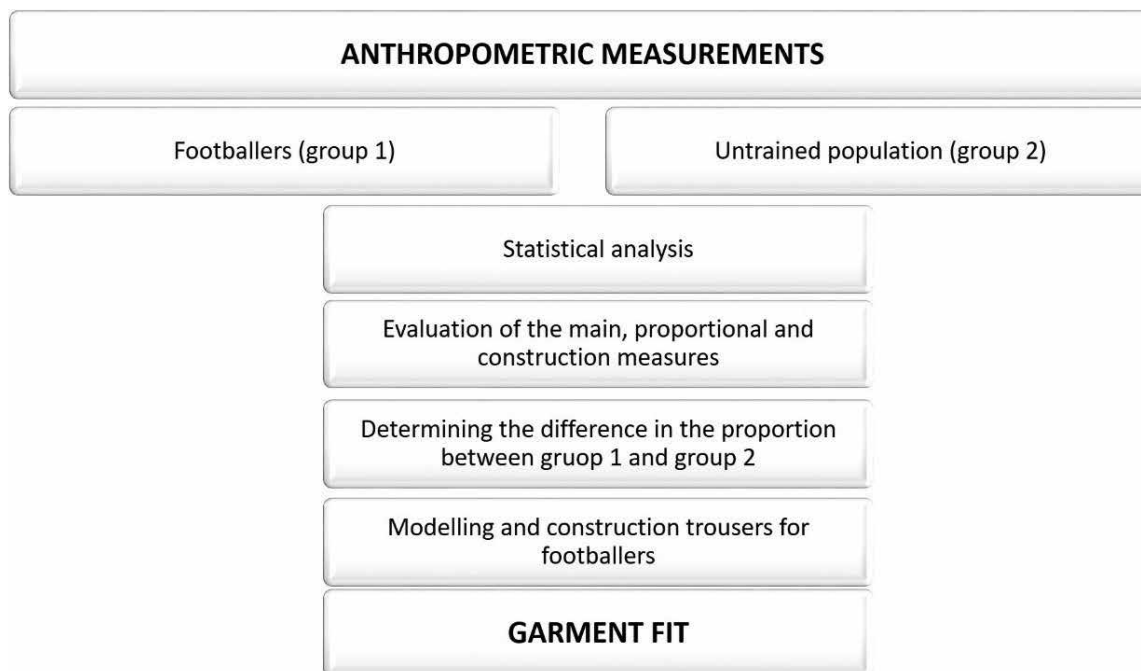 ANTHROPOMETRIC MEASUREMENTS
Footballers (group 1)
Untrained population (group 2)
Statistical analysis
Evaluation of the main, proportional and
construction measures
Determining the difference in the proportion
between gruop 1 and group 2
Modelling and construction trousers for
footballers
GARMENT FIT